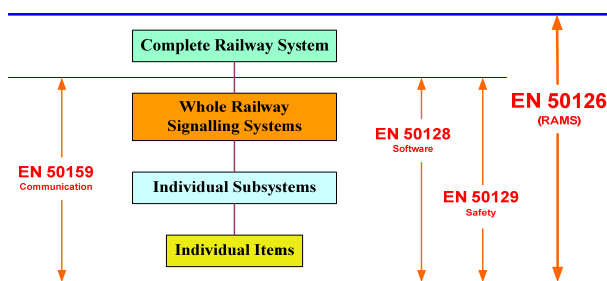 Complete Railway System
Whole Railway
Signalling Systems
Individual Subsystems
Individual Items
EN 50159
Communication
EN 50128
Software
EN 50129
Safety
EN 50126
(RAMS)